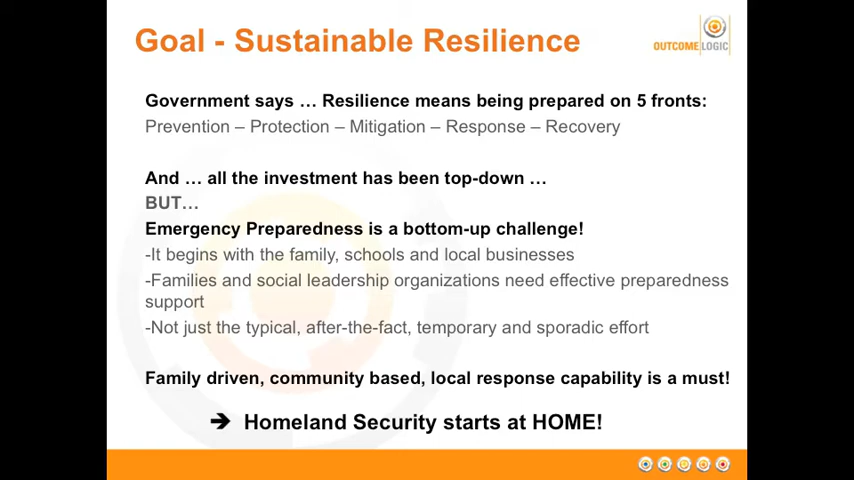 Goal - Sustainable Resilience
OUTCOME LOGIC
Government says … Resilience means being prepared on 5 fronts:
Prevention – Protection – Mitigation – Response – Recovery
And … all the investment has been top-down …
BUT…
Emergency Preparedness is a bottom-up challenge!
-It begins with the family, schools and local businesses
-Families and social leadership organizations need effective preparedness
support
-Not just the typical, after-the-fact, temporary and sporadic effort
Family driven, community based, local response capability is a must!
➔ Homeland Security starts at HOME!